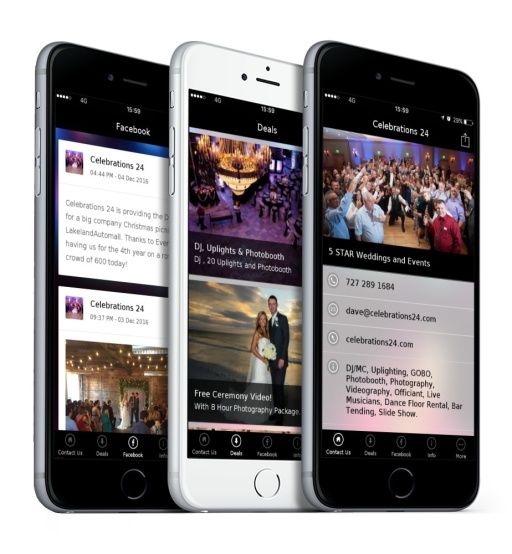 4G
15:59
Facebook
Celebrations 24
04:44 PM - 04 Dec 2016
Celebrations 24 is providing the D
for a big company Christmas picn
LakelandAutomall. Thanks to Ever
having us for the 4th year on a ro
crowd of 600 today!
Celebrations 24
09:37 PM - 03 Dec 2016
Contact Us
Deals
Facebook
4G
15:59
Deals
DJ, Uplights & Photobooth
Dj , 20 Uplights and Photobooth
Free Ceremony Video!
With 8 Hour Photography Package
Contact Us
Deals
Facebook
Info
4G
15:59
29%
Celebrations 24
5 STAR Weddings and Events
727 289 1684
dave@celebrations24.com
celebrations24.com
DJ/MC, Uplighting, GOBO,
Photobooth, Photography,
Videography, Officiant, Live
Musicians, Dance Floor Rental, Bar
Tending, Slide Show.
Contact Us
Deals
Facebook
Info
More